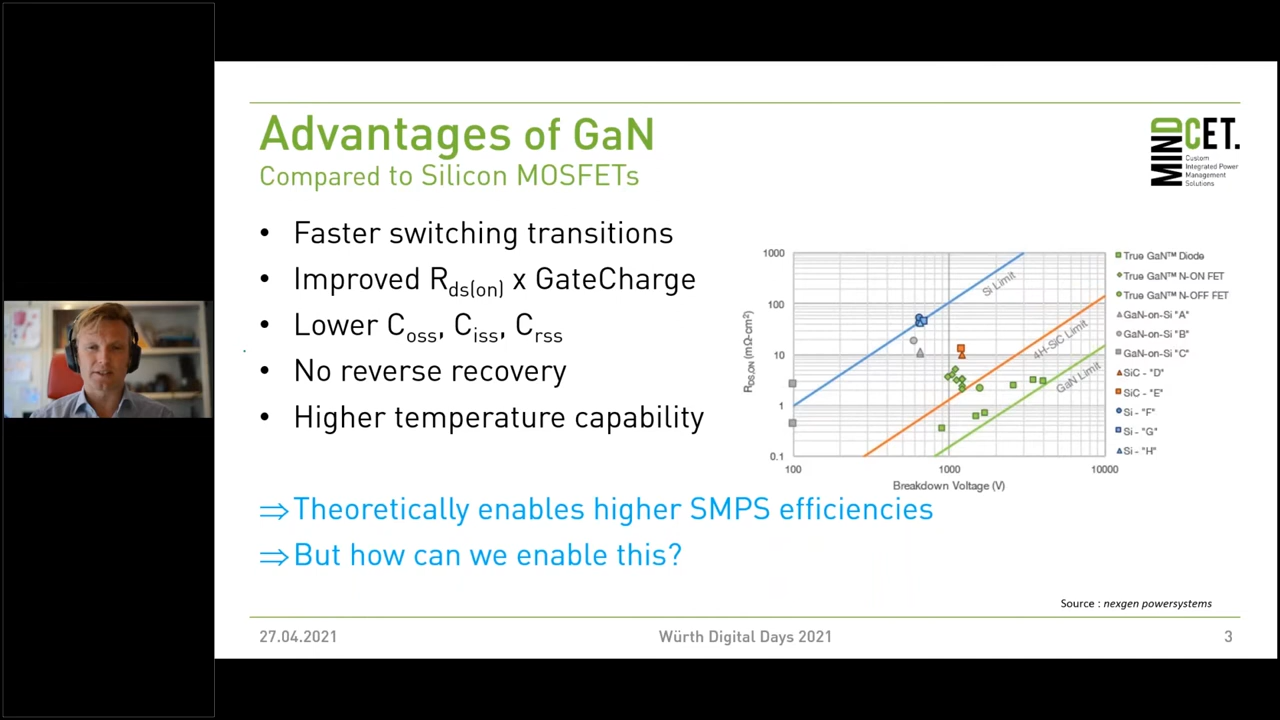 Advantages of GaN
Compared to Silicon MOSFETs
MINDCET.
Custom
Integrated Power
Management
Solutions
• Faster switching transitions
• Improved Rds(on) x GateCharge
• Lower Coss, Ciss, Crss
• No reverse recovery
• Higher temperature capability
⇒ Theoretically enables higher SMPS efficiencies
⇒ But how can we enable this?
RDS,ON (mΩ-cm²)
1000
100
10
1
0.1
100
1000
10000
Breakdown Voltage (V)
Si Limit
4H-SiC Limit
GaN Limit
True GaN™ Diode
True GaN™ N-ON FET
True GaN™ N-OFF FET
GaN-on-Si "A"
GaN-on-Si "B"
GaN-on-Si "C"
SiC - "D"
SiC - "E"
Si - "F"
Si - "G"
Si - "H"
Source : nexgen powersystems
27.04.2021
Würth Digital Days 2021
3